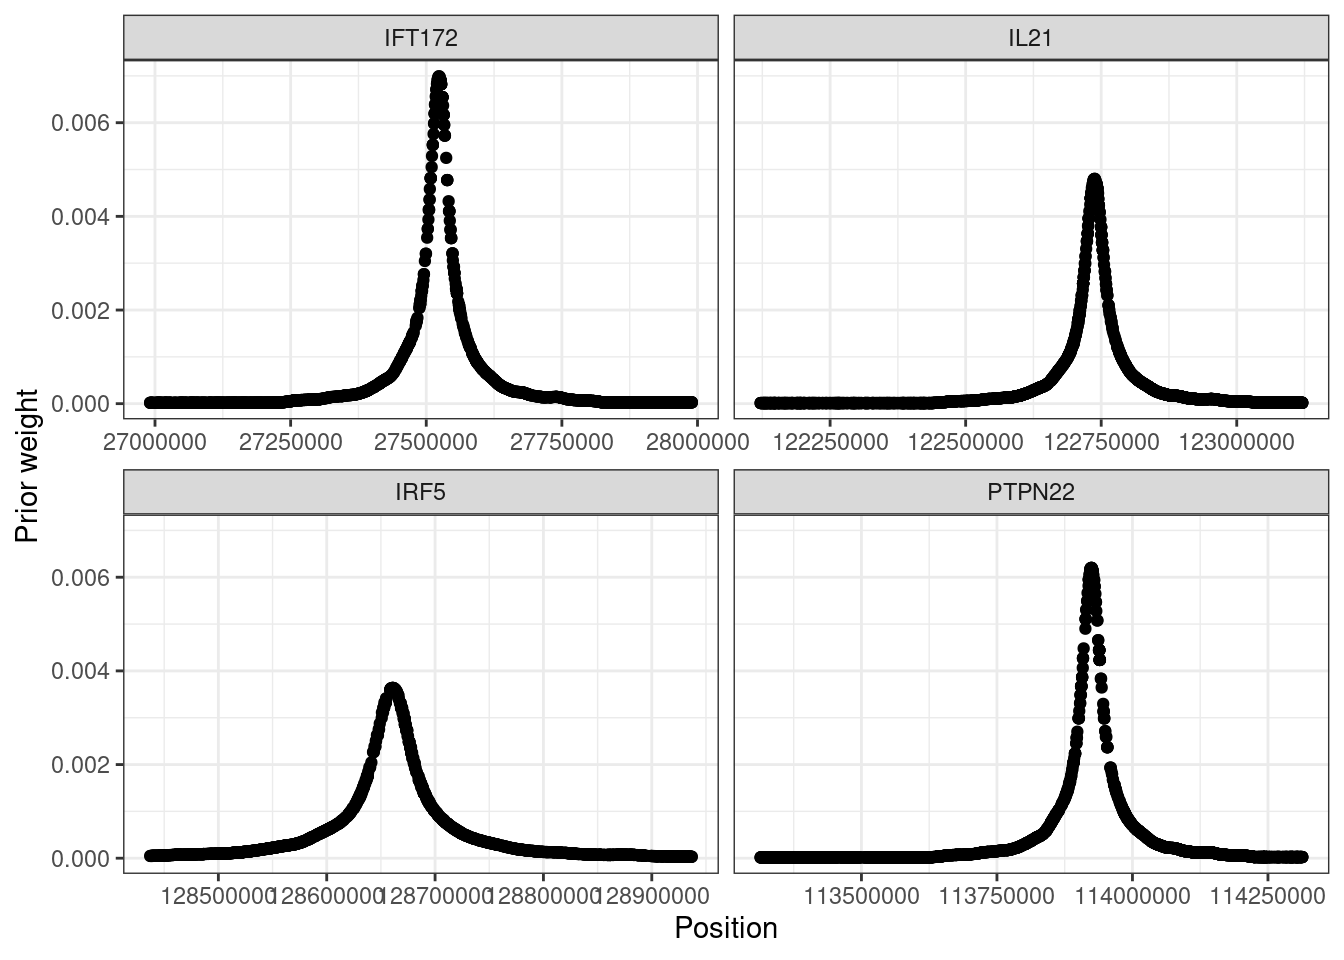 IFT172
IL21
0.006
0.004
0.002
0.000
27000000 27250000 27500000 27750000 28000000
122250000 122500000 122750000 123000000
Prior weight
IRF5
PTPN22
0.006
0.004
0.002
0.000
128500000 128600000 128700000 128800000 128900000
113500000 113750000 114000000 114250000
Position